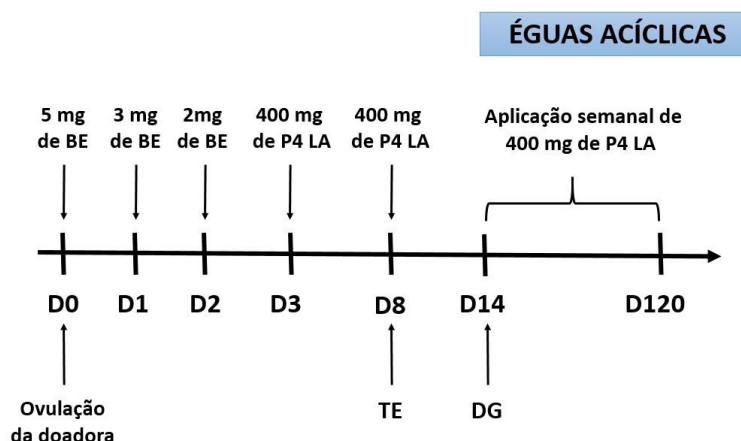 ÉGUAS ACÍCLICAS
5 mg
de BE
3 mg
de BE
2mg
de BE
400 mg
de P4 LA
400 mg
de P4 LA
Aplicação semanal de
400 mg de P4 LA
D0
D1
D2
D3
D8
D14
D120
Ovulação
da doadora
TE
DG